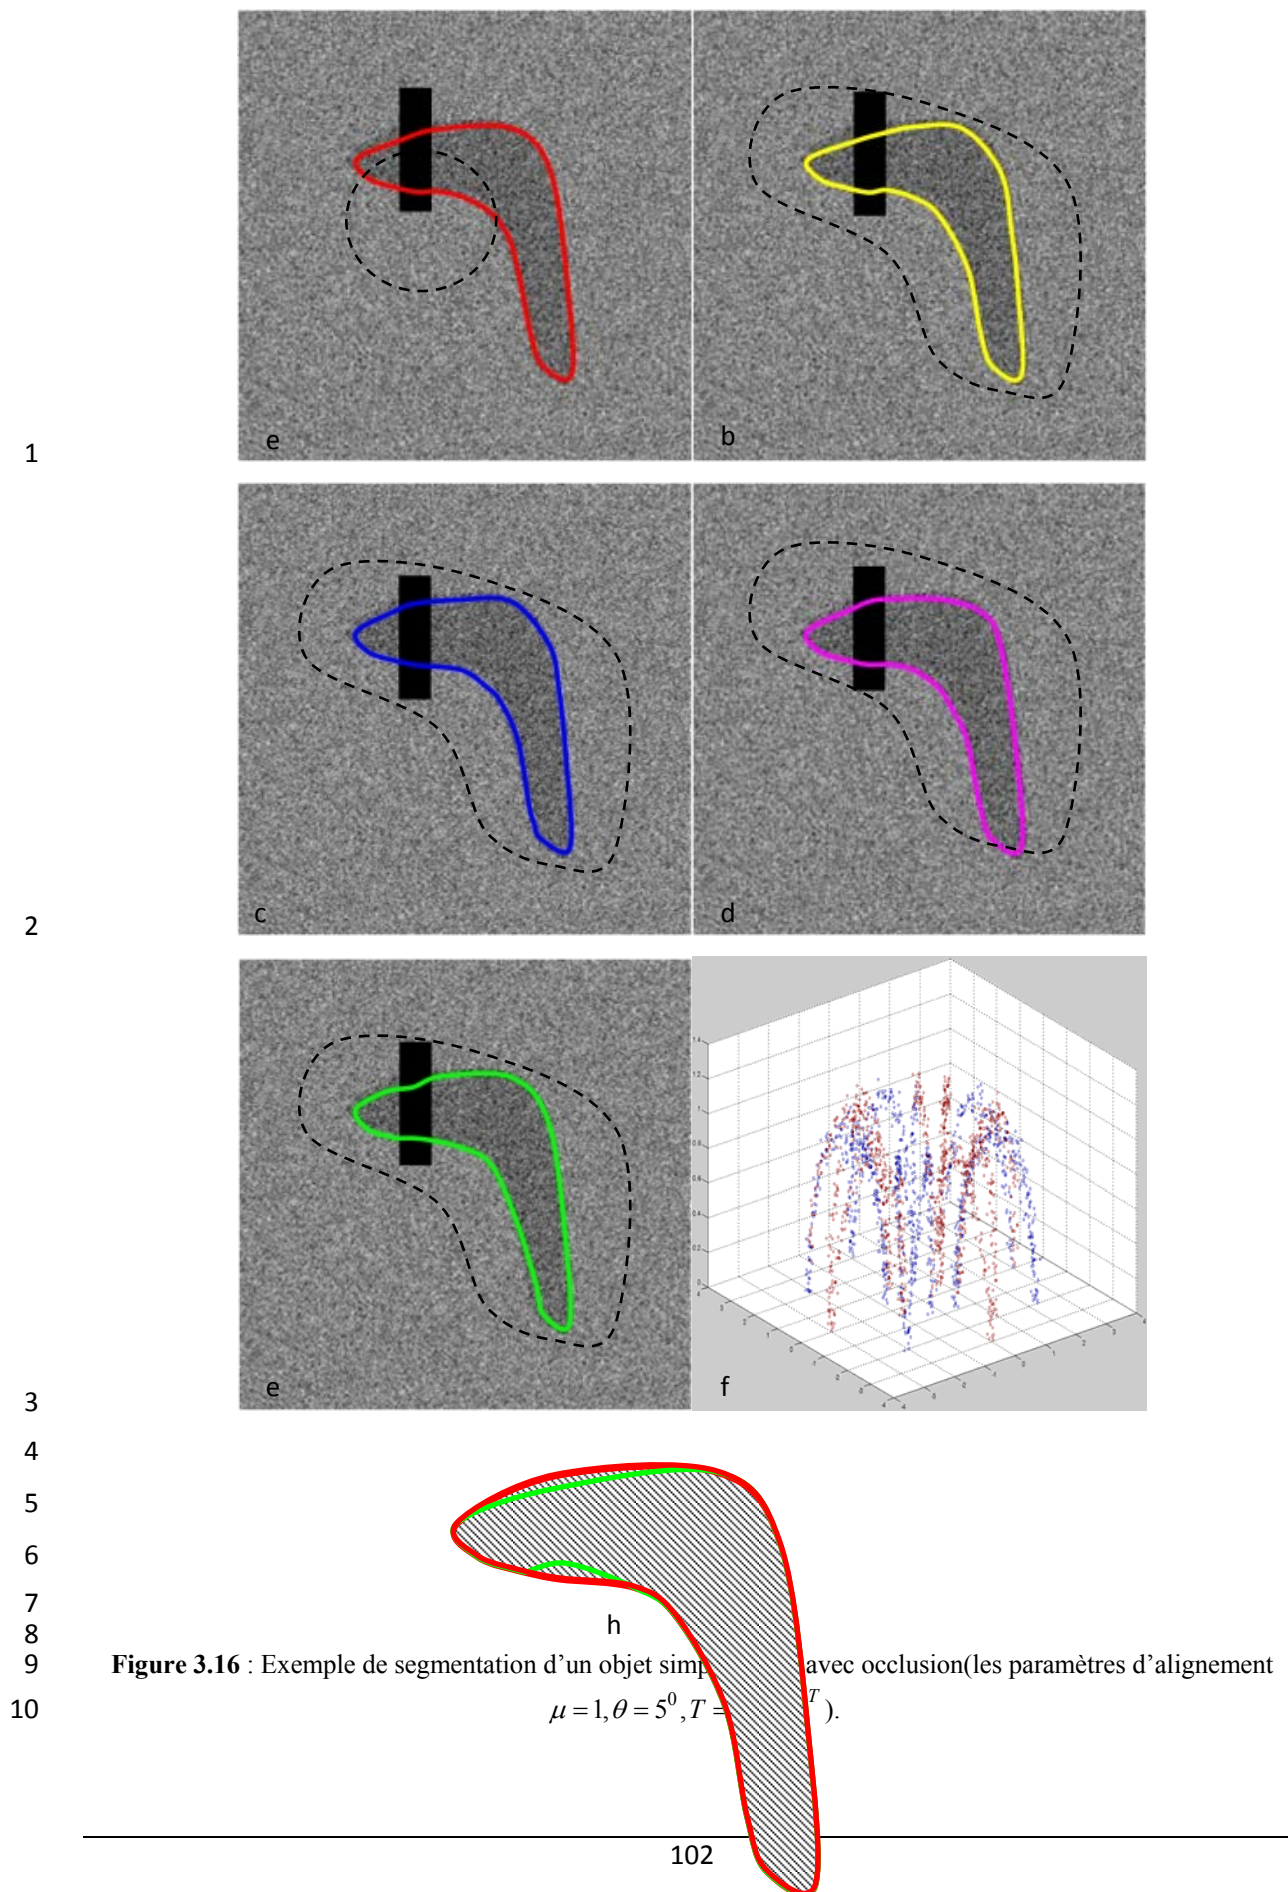 e b
1
c d
2
e f
3
4
5
6
7
h
8
9 Figure 3.16 : Exemple de segmentation d’un objet avec occlusion(les paramètres d’alignement
10 μ = 1, θ = 5⁰, T = T ).
102